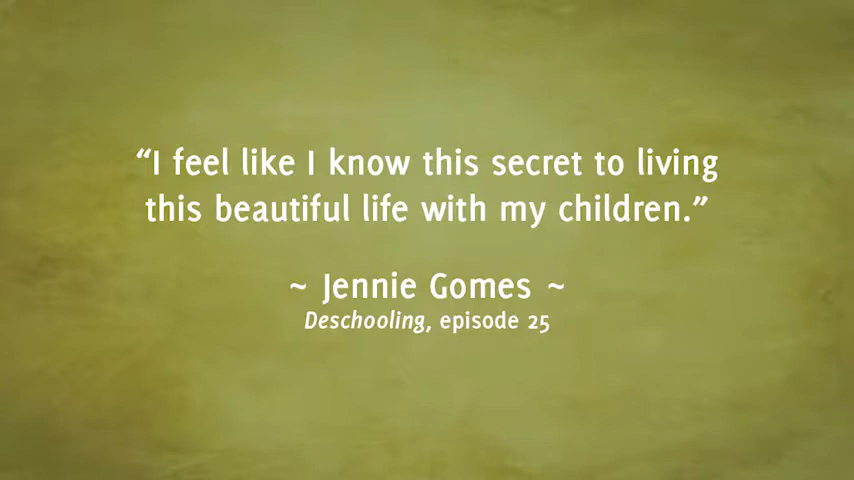 “I feel like I know this secret to living
this beautiful life with my children.”
~ Jennie Gomes ~
Deschooling, episode 25